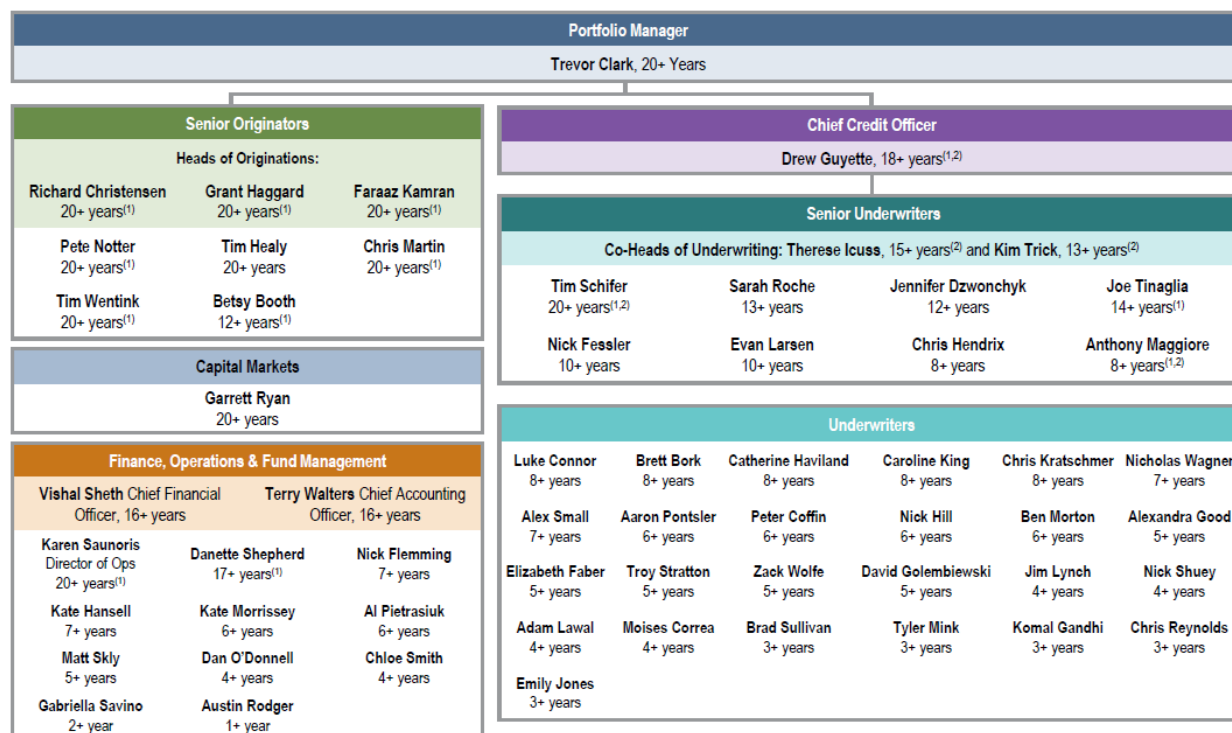 Portfolio Manager
Trevor Clark, 20+ Years
Senior Originators
Heads of Originations:
Richard Christensen Grant Haggard Faraaz Kamran
20+ years(1) 20+ years(1) 20+ years(1)
Pete Notter Tim Healy Chris Martin
20+ years(1) 20+ years 20+ years(1)
Tim Wentink Betsy Booth
20+ years(1) 12+ years(1)
Capital Markets
Garrett Ryan
20+ years
Finance, Operations & Fund Management
Vishal Sheth Chief Financial Terry Walters Chief Accounting
Officer, 16+ years Officer, 16+ years
Karen Saunoris
Director of Ops
20+ years(1)
Danette Shepherd Nick Flemming
17+ years(1) 7+ years
Kate Hansell Kate Morrissey Al Pietrasiuk
7+ years 6+ years 6+ years
Matt Skly Dan O'Donnell Chloe Smith
5+ years 4+ years 4+ years
Gabriella Savino Austin Rodger
2+ year 1+ year
Chief Credit Officer
Drew Guyette, 18+ years(1,2)
Senior Underwriters
Co-Heads of Underwriting: Therese Icuss, 15+ years(2) and Kim Trick, 13+ years(2)
Tim Schifer Sarah Roche Jennifer Dzwonchyk Joe Tinaglia
20+ years(1,2) 13+ years 12+ years 14+ years(1)
Nick Fessler Evan Larsen Chris Hendrix Anthony Maggiore
10+ years 10+ years 8+ years 8+ years(1,2)
Underwriters
Luke Connor Brett Bork Catherine Haviland Caroline King Chris Kratschmer Nicholas Wagner
8+ years 8+ years 8+ years 8+ years 8+ years 7+ years
Alex Small Aaron Pontsler Peter Coffin Nick Hill Ben Morton Alexandra Good
7+ years 6+ years 6+ years 6+ years 6+ years 5+ years
Elizabeth Faber Troy Stratton Zack Wolfe David Golembiewski Jim Lynch Nick Shuey
5+ years 5+ years 5+ years 5+ years 4+ years 4+ years
Adam Lawal Moises Correa Brad Sullivan Tyler Mink Komal Gandhi Chris Reynolds
4+ years 4+ years 3+ years 3+ years 3+ years 3+ years
Emily Jones
3+ years